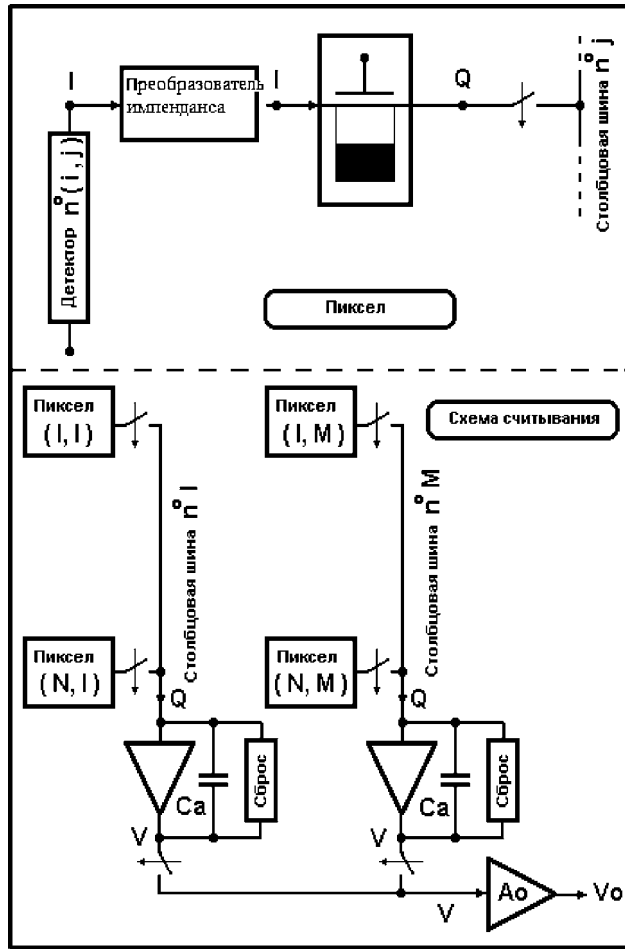 I
Преобразователь
импенданса
I
Q
Столбцовая шина n° j
Детектор n° ( i , j )
Пиксел
Пиксел
( I , I )
Пиксел
( I , M )
Схема считывания
Столбцовая шина n° I
Столбцовая шина n° M
Пиксел
( N , I )
Пиксел
( N , M )
Q
Q
Ca
Сброс
Ca
Сброс
V
V
V
Ao
Vo